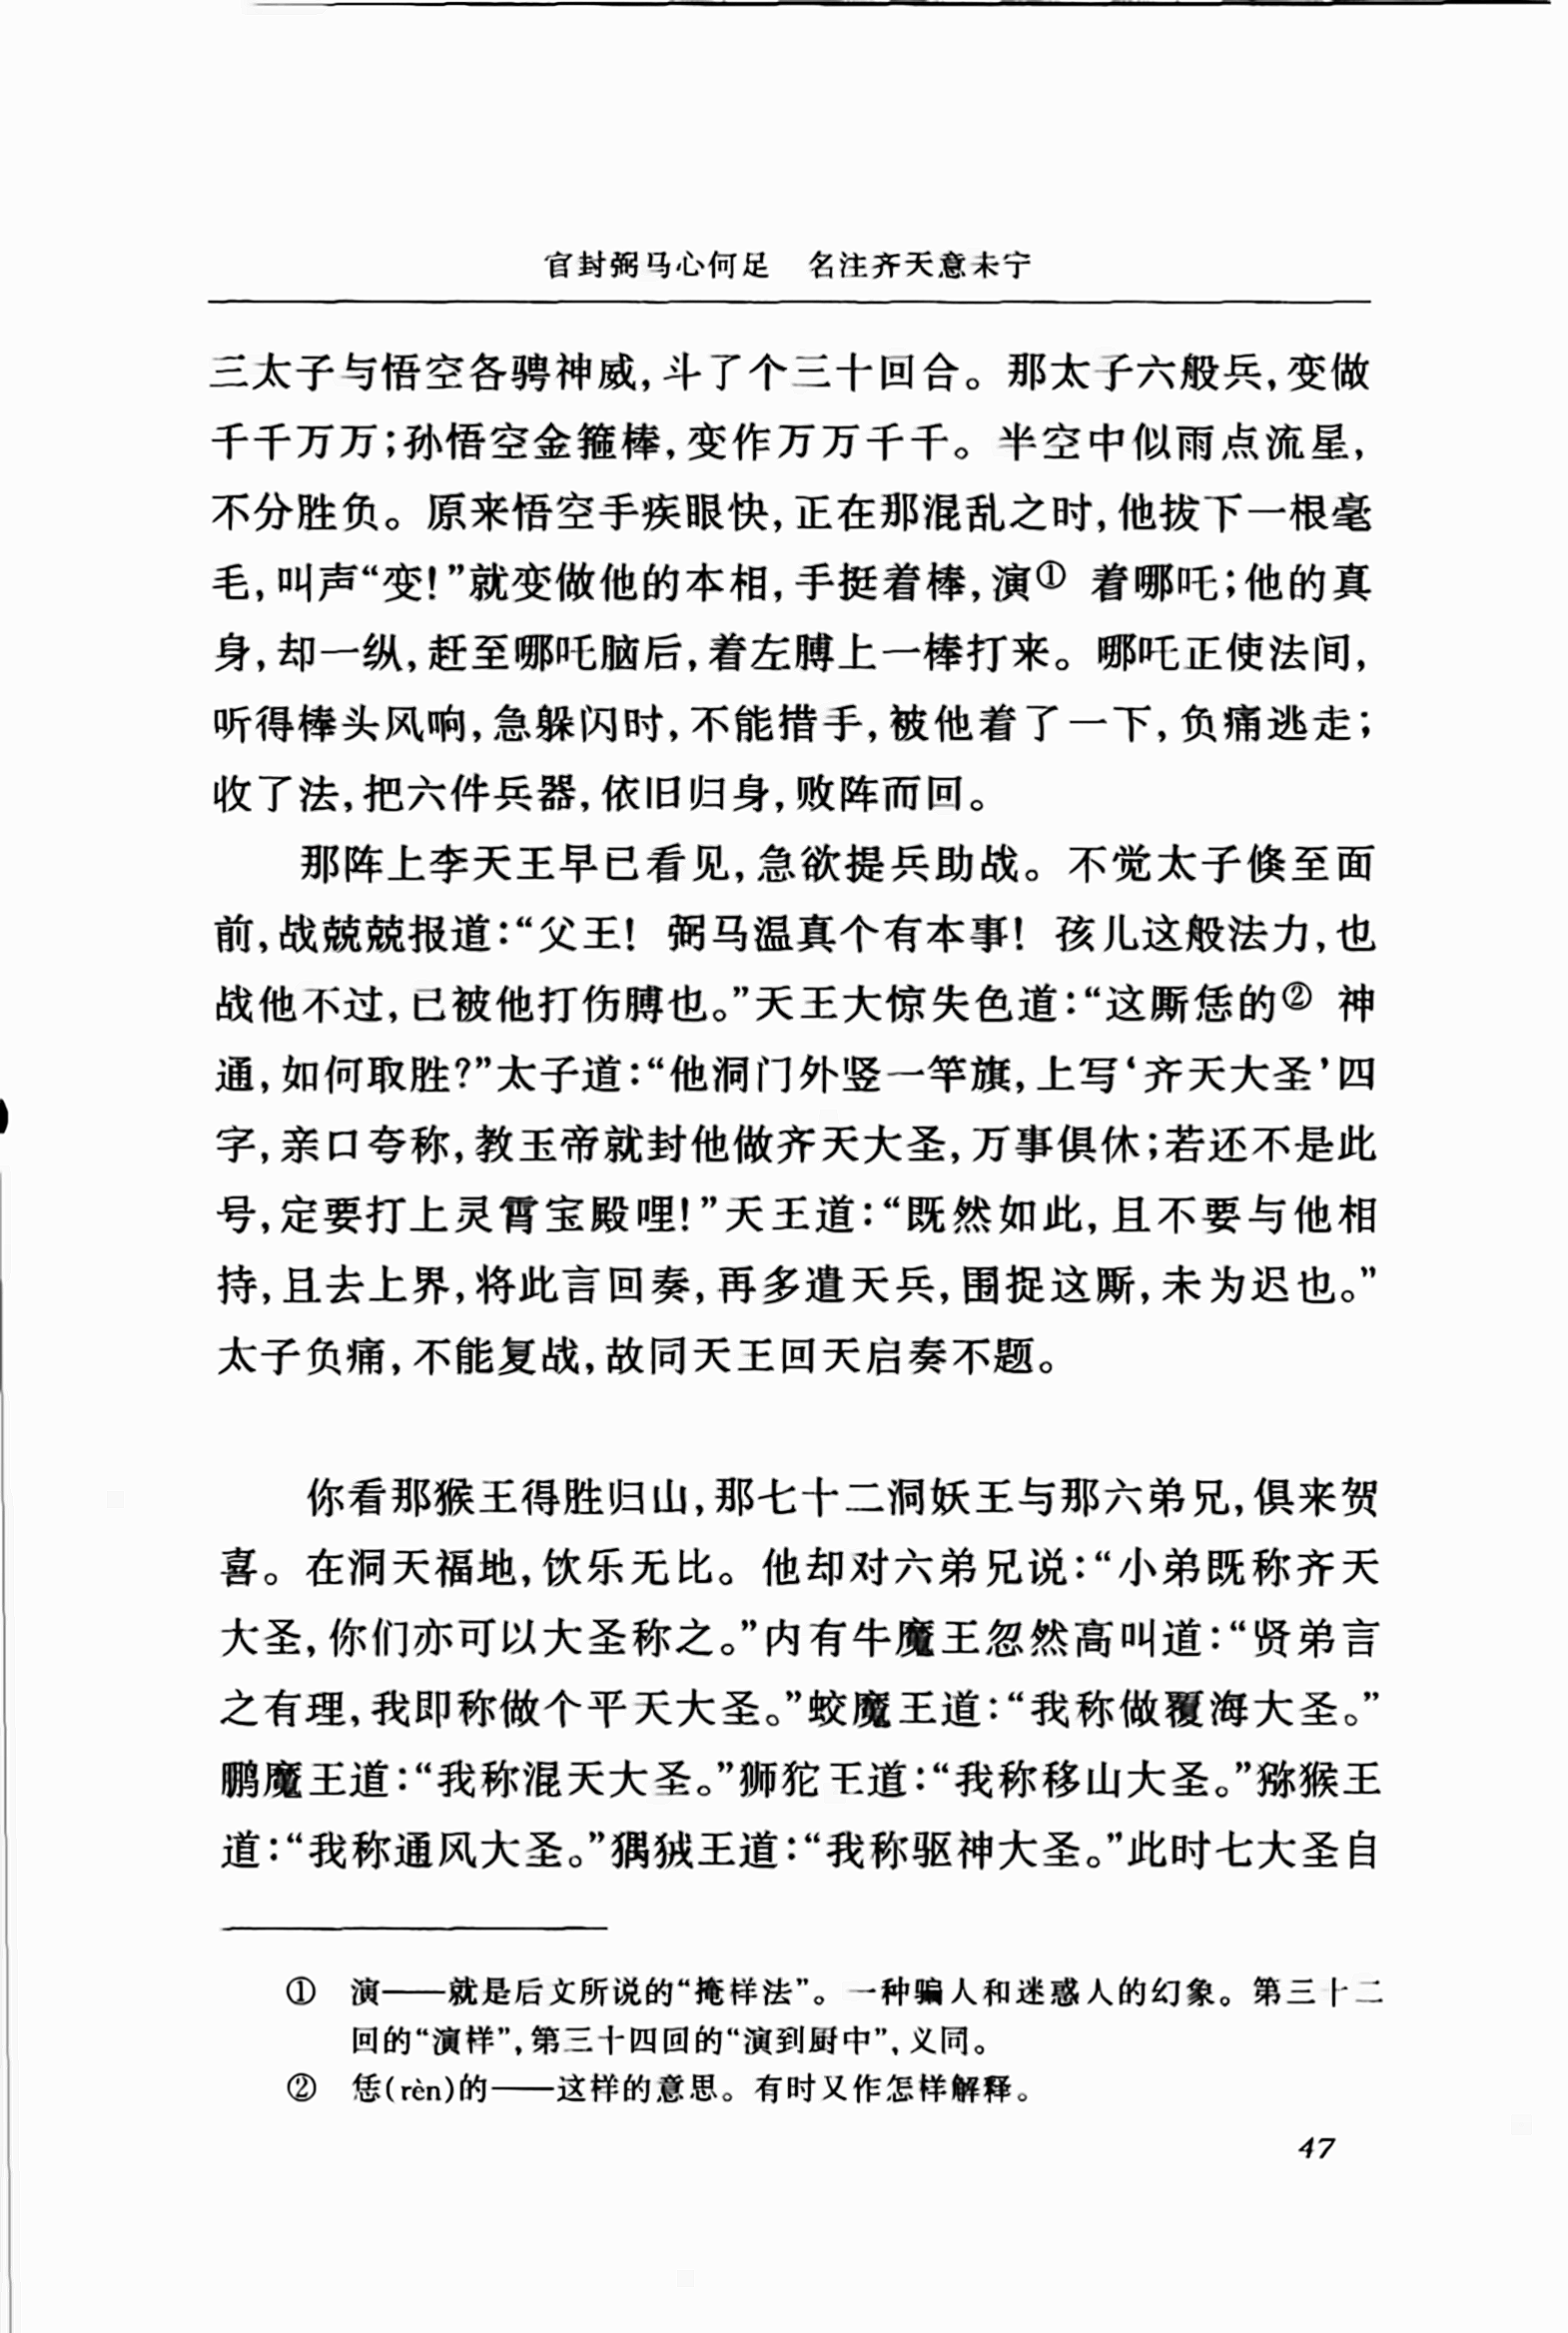 官封弼马心何足　名注齐天意未宁
三太子与悟空各骋神威,斗了个三十回合。那太子六般兵,变做
千千万万;孙悟空金箍棒,变作万万千千。半空中似雨点流星,
不分胜负。原来悟空手疾眼快,正在那混乱之时,他拔下一根毫
毛,叫声“变!”就变做他的本相,手挺着棒,演① 着哪吒;他的真
身,却一纵,赶至哪吒脑后,着左膊上一棒打来。哪吒正使法间,
听得棒头风响,急躲闪时,不能措手,被他着了一下,负痛逃走;
收了法,把六件兵器,依旧归身,败阵而回。
那阵上李天王早已看见,急欲提兵助战。不觉太子倏至面
前,战兢兢报道:“父王! 弼马温真个有本事! 孩儿这般法力,也
战他不过,已被他打伤膊也。”天王大惊失色道:“这厮恁的② 神
通,如何取胜?”太子道:“他洞门外竖一竿旗,上写‘齐天大圣’四
字,亲口夸称,教玉帝就封他做齐天大圣,万事俱休;若还不是此
号,定要打上灵霄宝殿哩!”天王道:“既然如此,且不要与他相
持,且去上界,将此言回奏,再多遣天兵,围捉这厮,未为迟也。”
太子负痛,不能复战,故同天王回天启奏不题。
你看那猴王得胜归山,那七十二洞妖王与那六弟兄,俱来贺
喜。在洞天福地,饮乐无比。他却对六弟兄说:“小弟既称齐天
大圣,你们亦可以大圣称之。”内有牛魔王忽然高叫道:“贤弟言
之有理,我即称做个平天大圣。”蛟魔王道:“我称做覆海大圣。”
鹏魔王道:“我称混天大圣。”狮狔王道:“我称移山大圣。”猕猴王
道:“我称通风大圣。”㺄狨王道:“我称驱神大圣。”此时七大圣自
①　演——就是后文所说的“掩样法”。一种骗人和迷惑人的幻象。第三十二
回的“演样”,第三十四回的“演到厨中”,义同。
②　恁(rèn)的——这样的意思。有时又作怎样解释。
47